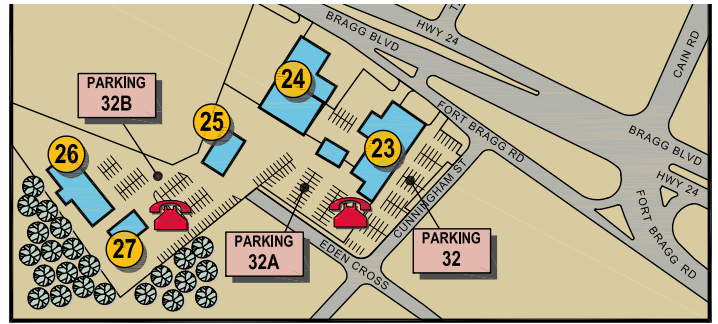 BRAGG BLVD
HWY 24
CAIN RD
24
PARKING
32B
25
FORT BRAGG RD
BRAGG BLVD
23
26
HWY 24
CUNNINGHAM ST
FORT BRAGG RD
27
PARKING
32A
EDEN CROSS
PARKING
32